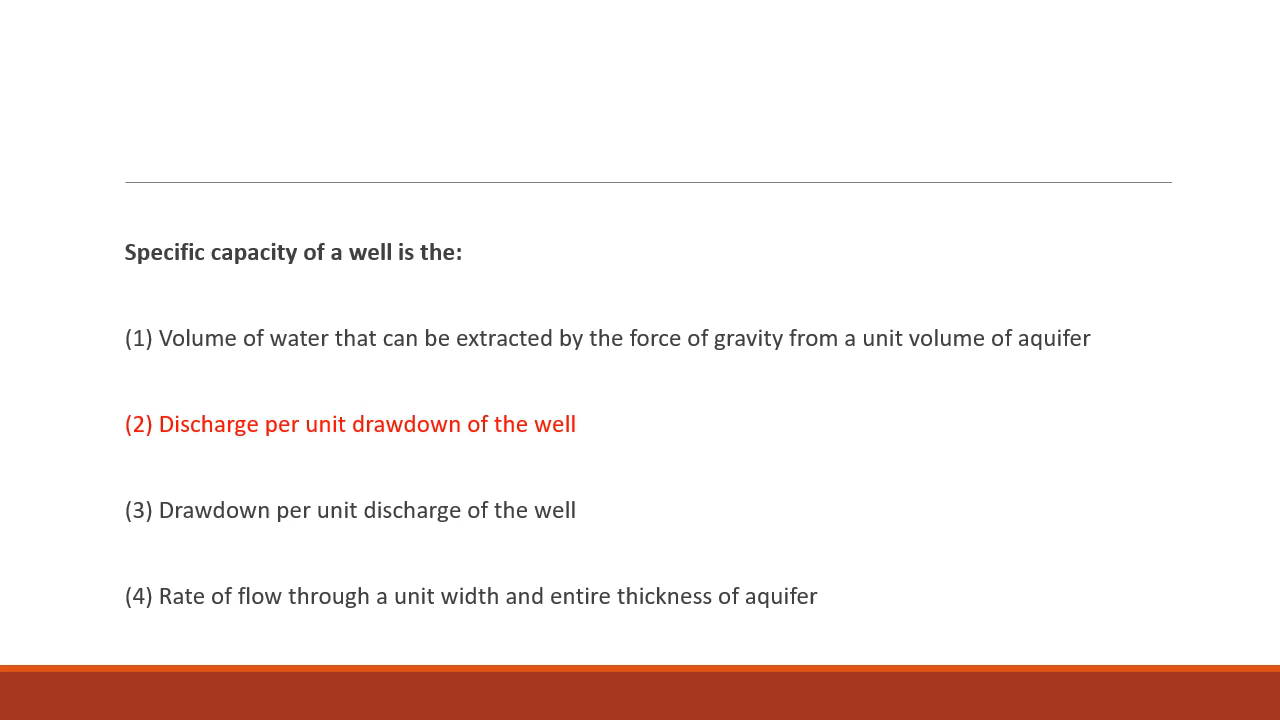 Specific capacity of a well is the:
(1) Volume of water that can be extracted by the force of gravity from a unit volume of aquifer
(2) Discharge per unit drawdown of the well
(3) Drawdown per unit discharge of the well
(4) Rate of flow through a unit width and entire thickness of aquifer